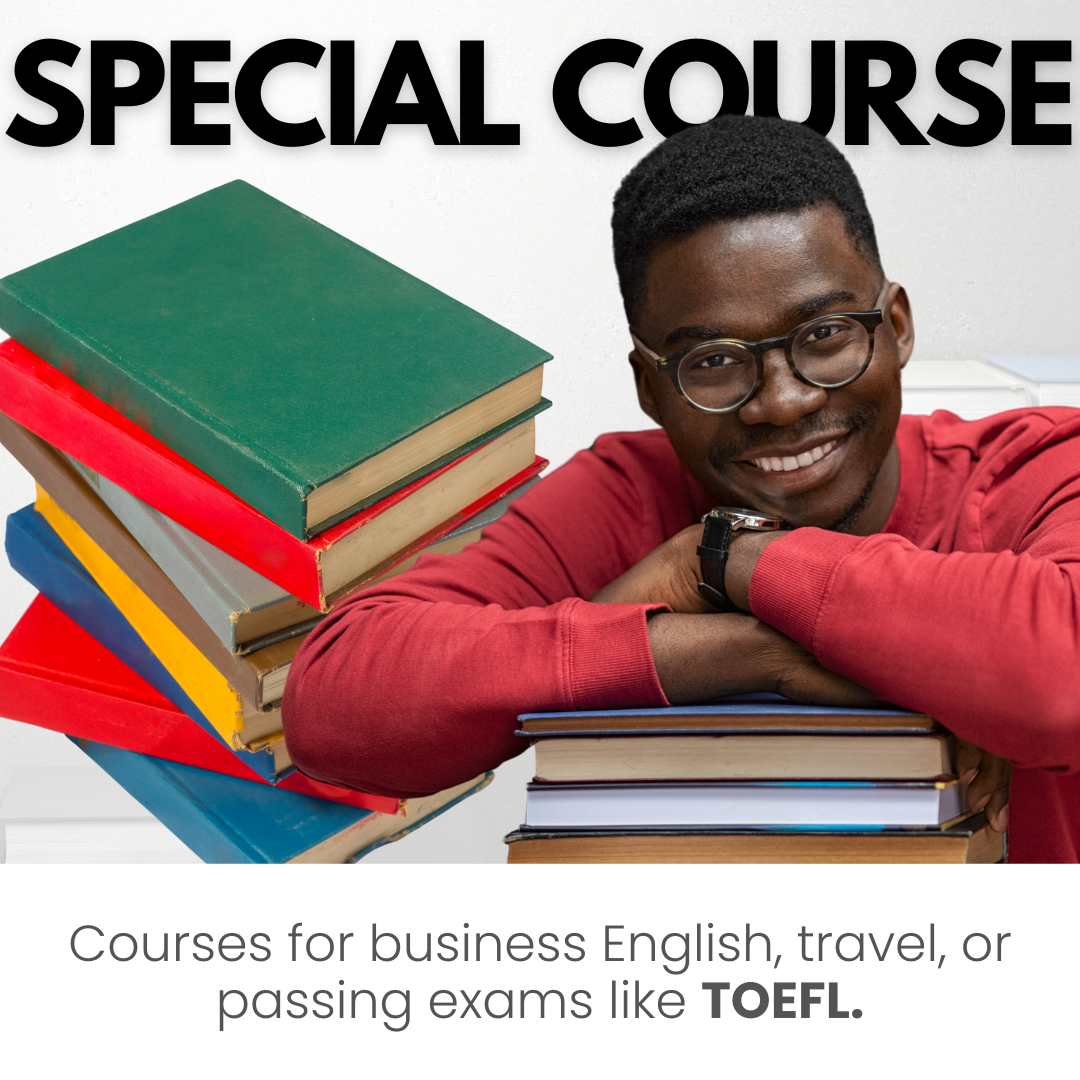 SPECIAL COURSE
Courses for business English, travel, or
passing exams like TOEFL.